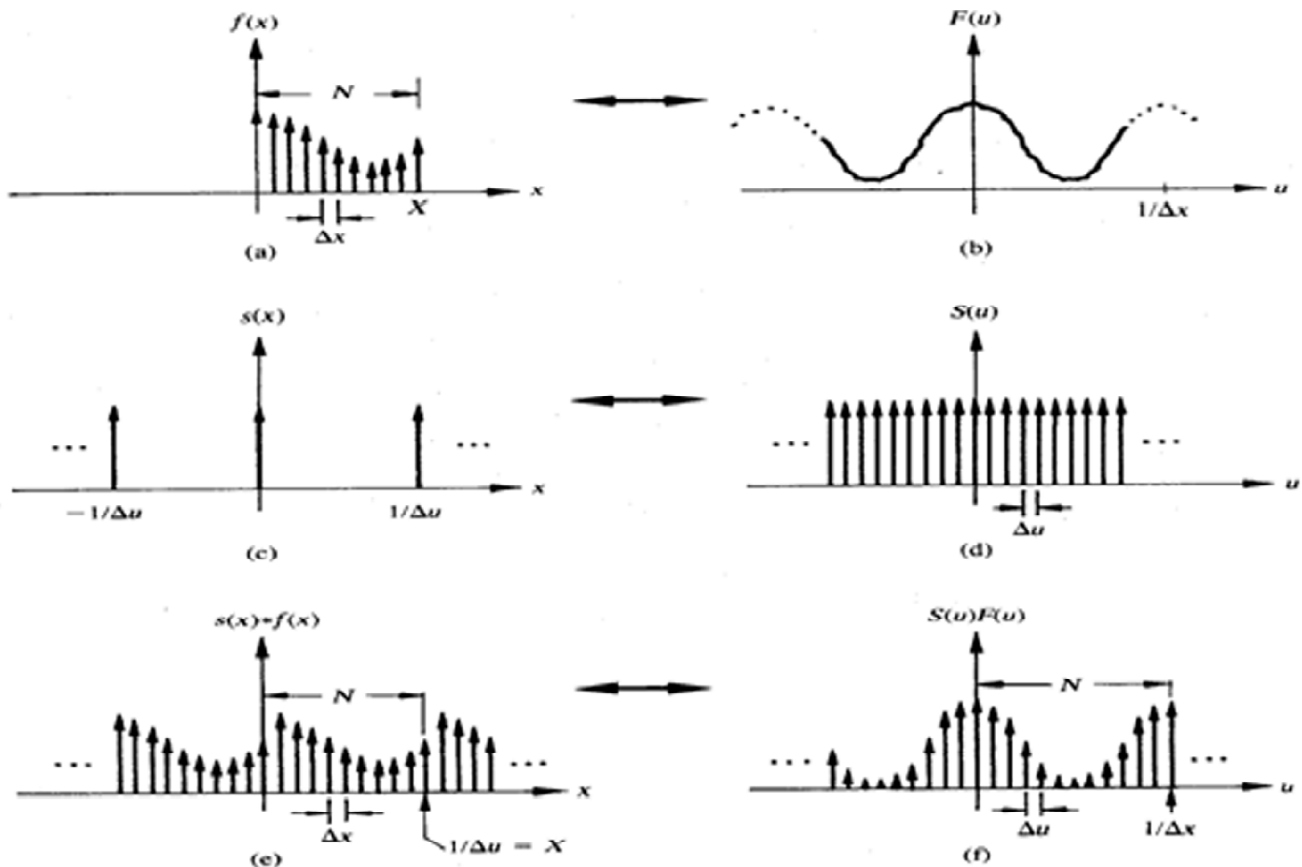 f(x)
N
X
x
Δx
(a)
F(u)
1/Δx
u
(b)
s(x)
...
...
−1/Δu
1/Δu
x
(c)
S(u)
...
...
Δu
u
(d)
s(x)*f(x)
N
...
...
x
Δx
1/Δu = X
(e)
S(u)F(u)
N
...
...
Δu
1/Δx
u
(f)